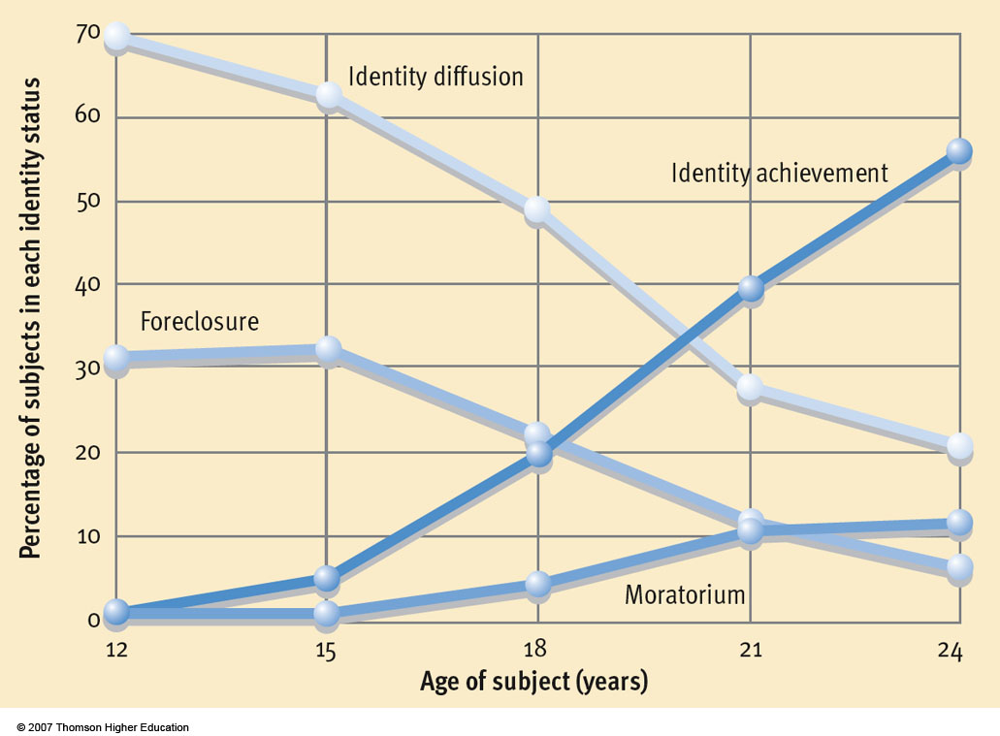 Percentage of subjects in each identity status
70
60
50
40
30
20
10
0
Identity diffusion
Identity achievement
Foreclosure
Moratorium
12 15 18 21 24
Age of subject (years)
© 2007 Thomson Higher Education